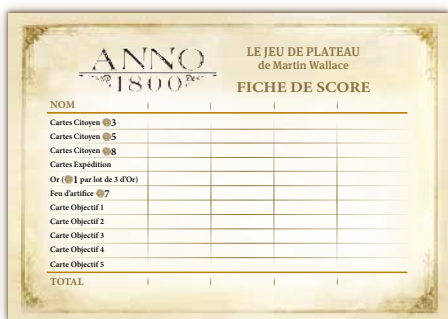 ANNO
1800
LE JEU DE PLATEAU
de Martin Wallace
FICHE DE SCORE
NOM
Cartes Citoyen 3
Cartes Citoyen 5
Cartes Citoyen 8
Cartes Expédition
Or (1 par lot de 3 d'Or)
Feu d'artifice 7
Carte Objectif 1
Carte Objectif 2
Carte Objectif 3
Carte Objectif 4
Carte Objectif 5
TOTAL